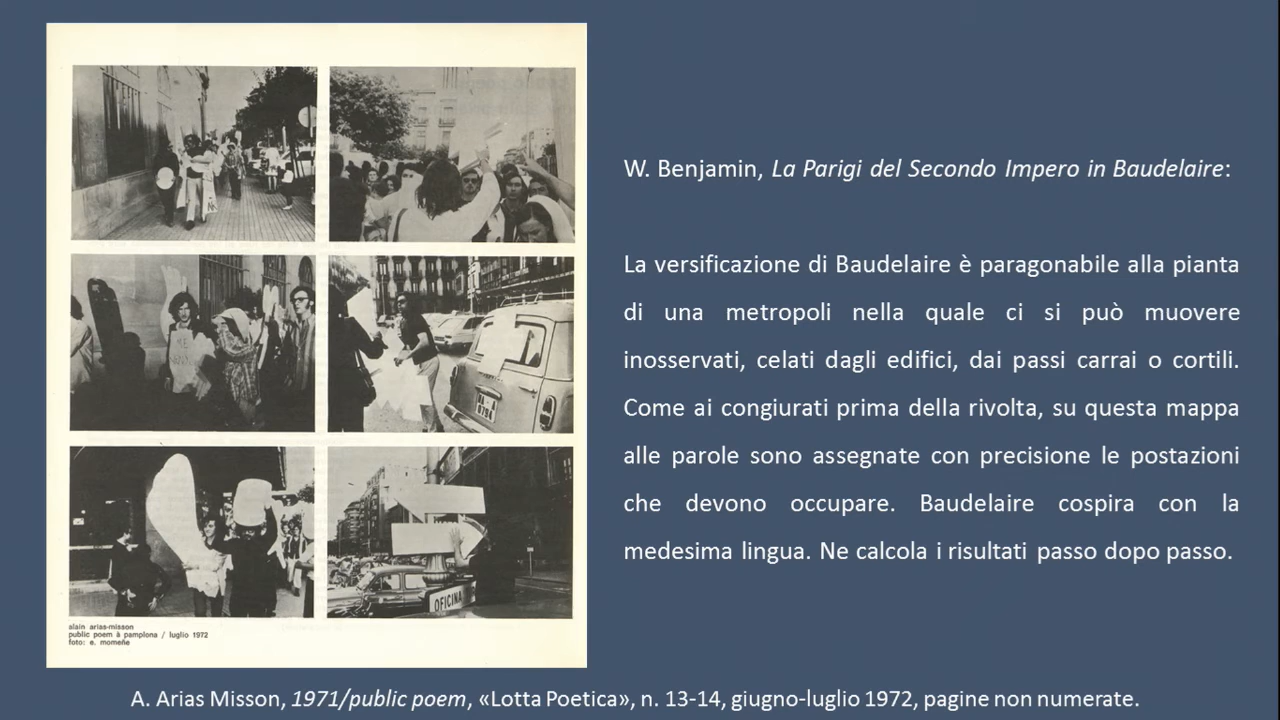 alain arias-misson
public poem à pamplona / luglio 1972
foto: e. momeñe
OFICINA
W. Benjamin, La Parigi del Secondo Impero in Baudelaire:
La versificazione di Baudelaire è paragonabile alla pianta
di una metropoli nella quale ci si può muovere
inosservati, celati dagli edifici, dai passi carrai o cortili.
Come ai congiurati prima della rivolta, su questa mappa
alle parole sono assegnate con precisione le postazioni
che devono occupare. Baudelaire cospira con la
medesima lingua. Ne calcola i risultati passo dopo passo.
A. Arias Misson, 1971/public poem, «Lotta Poetica», n. 13-14, giugno-luglio 1972, pagine non numerate.